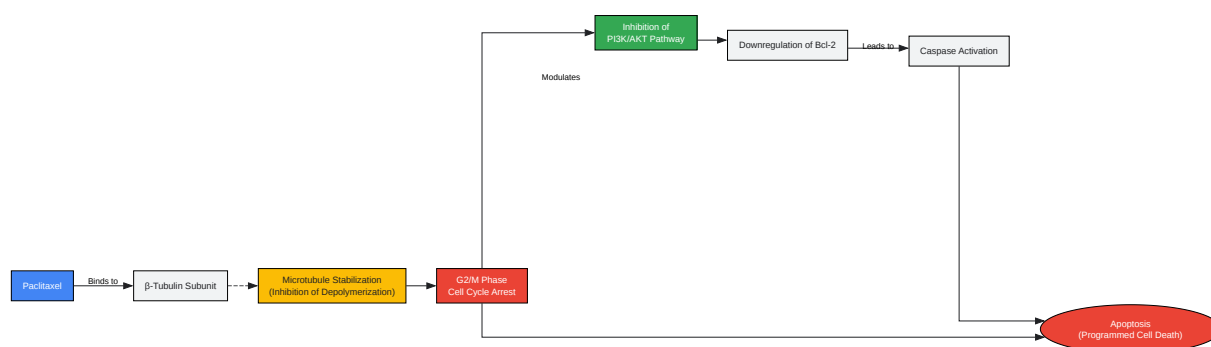 Inhibition of
PI3K/AKT Pathway
Downregulation of Bcl-2
Leads to
Caspase Activation
Modulates
Paclitaxel
Binds to
β-Tubulin Subunit
Microtubule Stabilization
(Inhibition of Depolymerization)
G2/M Phase
Cell Cycle Arrest
Apoptosis
(Programmed Cell Death)